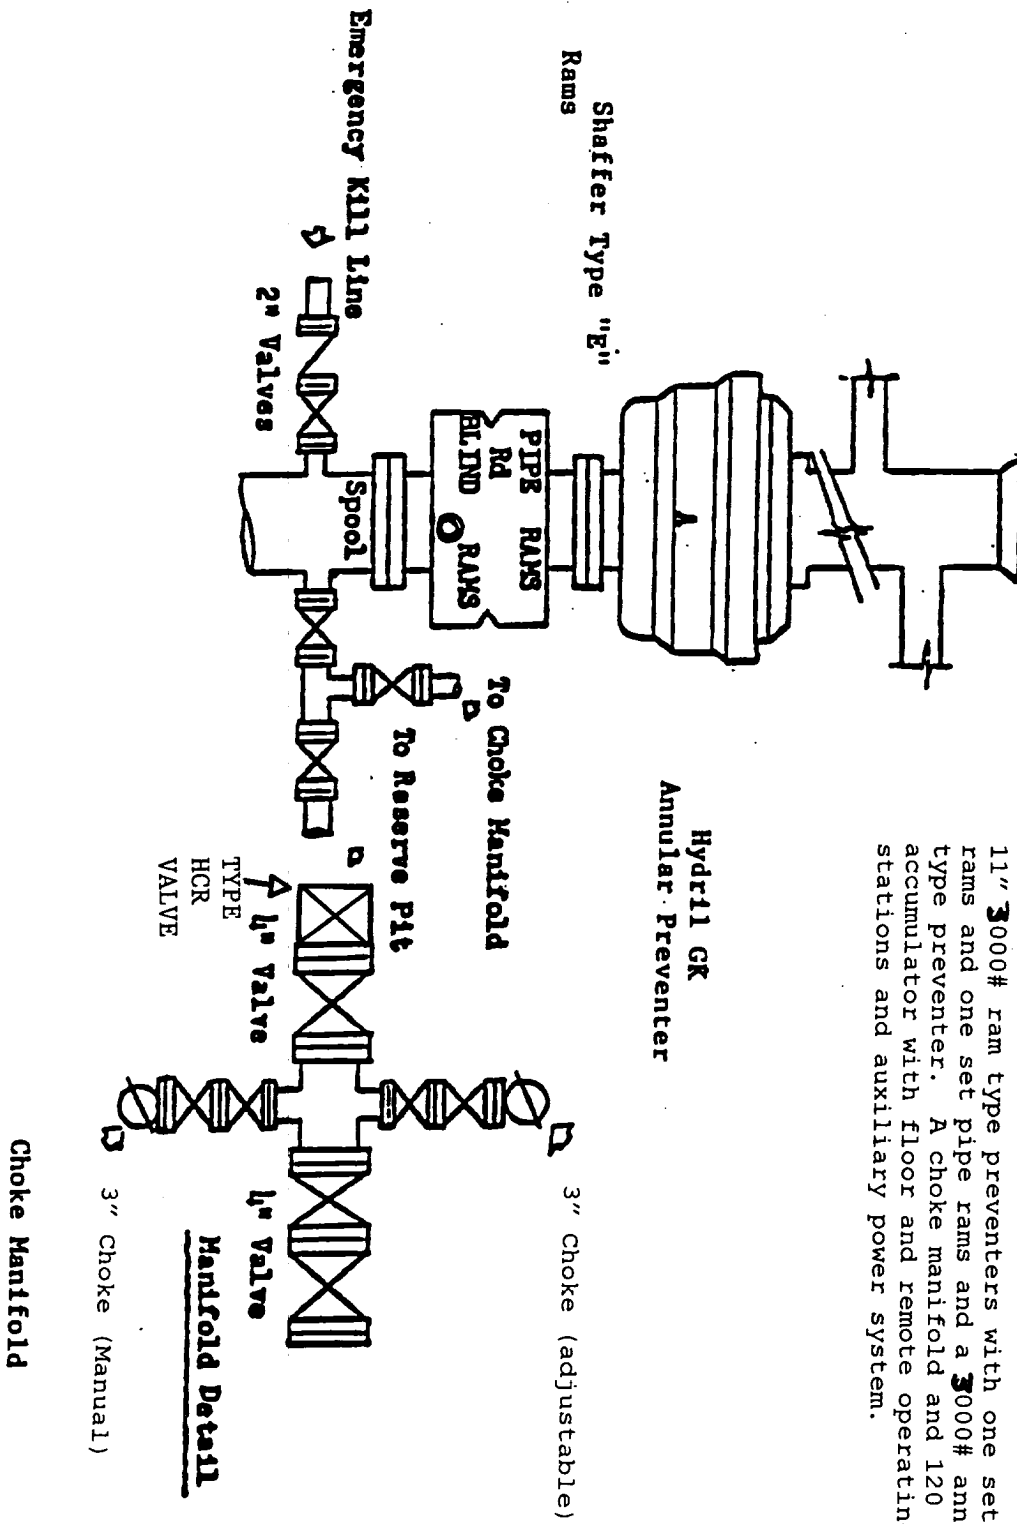 11" 3000# ram type preventers with one set
rams and one set pipe rams and a 3000# ann
type preventer. A choke manifold and 120
accumulator with floor and remote operatin
stations and auxiliary power system.
Shaffer Type "E"
Rams
Hydril GK
Annular Preventer
PIPE RAMS
Rd
BLIND RAMS
Spool
Emergency Kill Line
2" Valves
To Choke Manifold
To Reserve Pit
TYPE
HCR
VALVE
4" Valve
4" Valve
3" Choke (adjustable)
3" Choke (Manual)
Manifold Detail
Choke Manifold